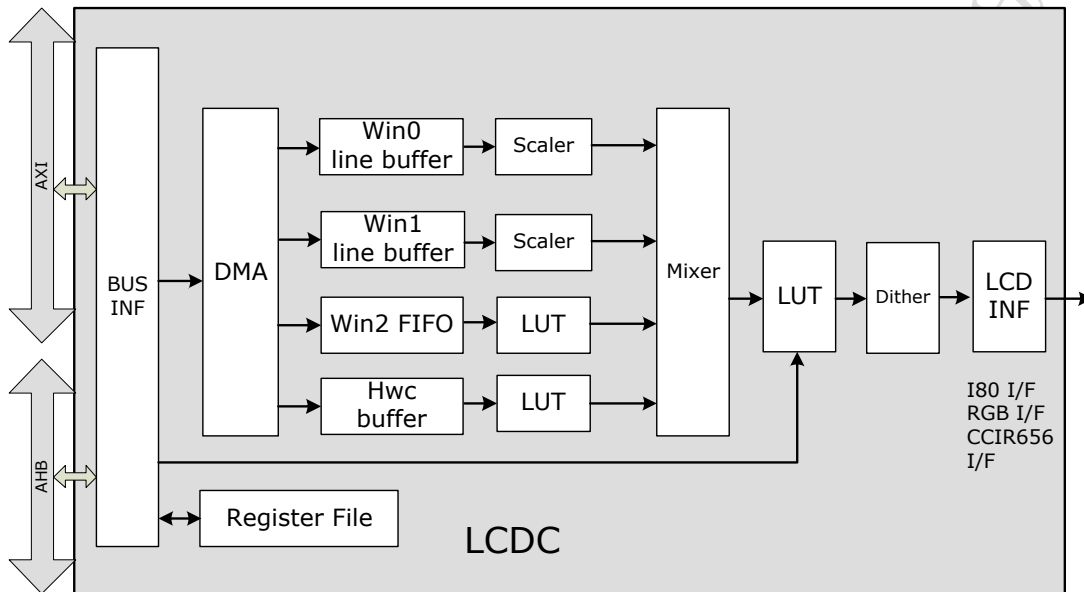 AXI
AHB
BUS
INF
DMA
Win0
line buffer
Scaler
Win1
line buffer
Scaler
Win2 FIFO
LUT
Hwc
buffer
LUT
Mixer
LUT
Dither
LCD
INF
I80 I/F
RGB I/F
CCIR656
I/F
Register File
LCDC